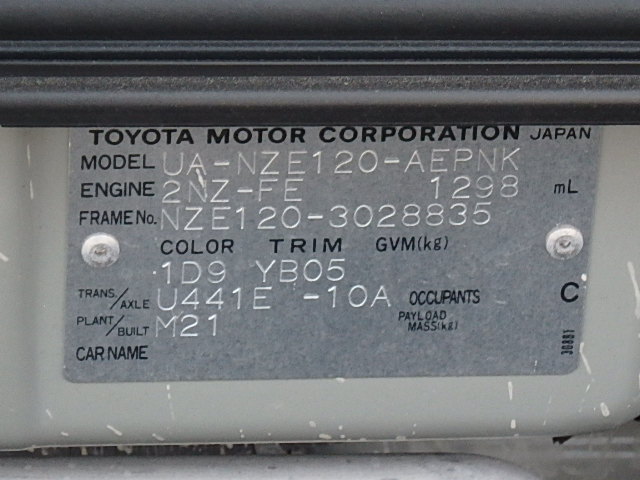 TOYOTA MOTOR CORPORATION JAPAN
MODEL UA-NZE120-AEPNK
ENGINE 2NZ-FE 1298 mL
FRAME No. NZE120-3028835
COLOR TRIM GVM(kg)
1D9 YB05
TRANS./AXLE U441E -10A OCCUPANTS C
PLANT/BUILT M21 PAYLOAD MASS(kg)
CAR NAME
30881